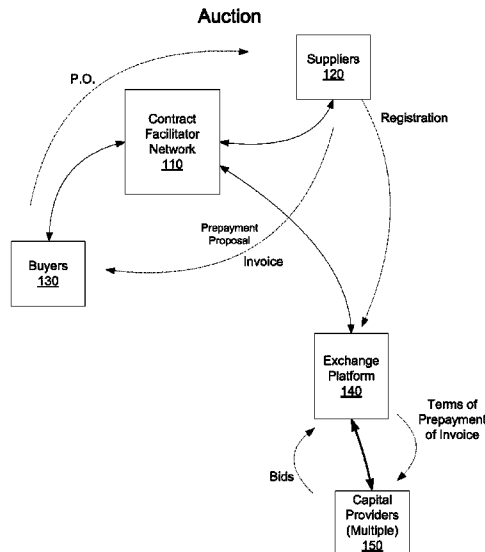 Auction
Suppliers
120
P.O.
Contract
Facilitator
Network
110
Registration
Prepayment
Proposal
Invoice
Buyers
130
Exchange
Platform
140
Terms of
Prepayment
of Invoice
Bids
Capital
Providers
(Multiple)
150